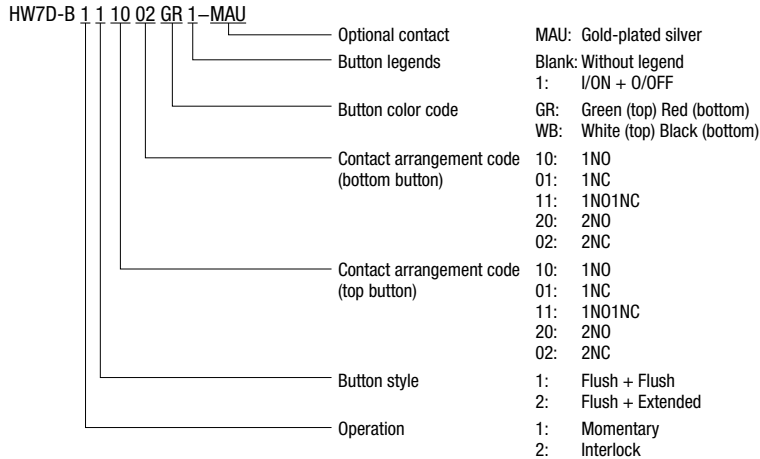 HW7D-B 1 1 10 02 GR 1–MAU
Optional contact MAU: Gold-plated silver
Button legends Blank: Without legend
1: I/ON + O/OFF
Button color code GR: Green (top) Red (bottom)
WB: White (top) Black (bottom)
Contact arrangement code 10: 1NO
(bottom button) 01: 1NC
11: 1NO1NC
20: 2NO
02: 2NC
Contact arrangement code 10: 1NO
(top button) 01: 1NC
11: 1NO1NC
20: 2NO
02: 2NC
Button style 1: Flush + Flush
2: Flush + Extended
Operation 1: Momentary
2: Interlock